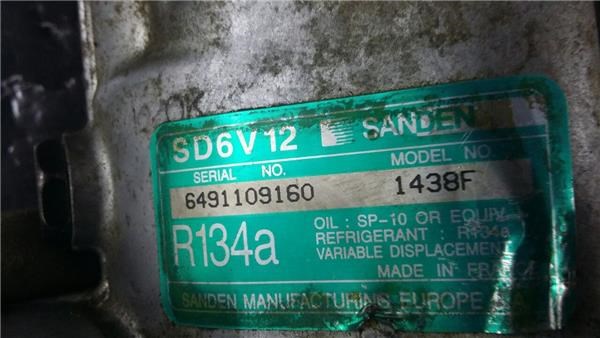 OK
SD6V12 SANDEN
SERIAL NO. MODEL NO.
6491109160 1438F
OIL : SP-10 OR EQUIV.
R134a
REFRIGERANT : R134a
VARIABLE DISPLACEMENT
MADE IN FRANCE
SANDEN MANUFACTURING EUROPE S.A.